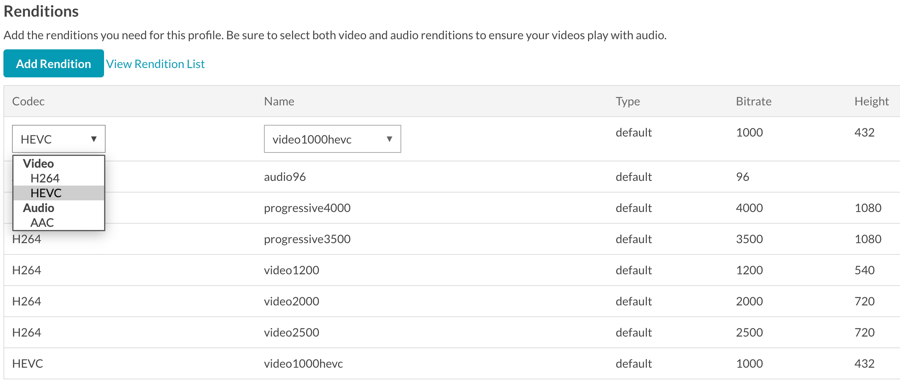 Renditions
Add the renditions you need for this profile. Be sure to select both video and audio renditions to ensure your videos play with audio.
Add Rendition View Rendition List
Codec Name Type Bitrate Height
HEVC ▼ video1000hevc ▼ default 1000 432
Video
H264
HEVC
Audio
AAC
audio96 default 96
progressive4000 default 4000 1080
H264 progressive3500 default 3500 1080
H264 video1200 default 1200 540
H264 video2000 default 2000 720
H264 video2500 default 2500 720
HEVC video1000hevc default 1000 432